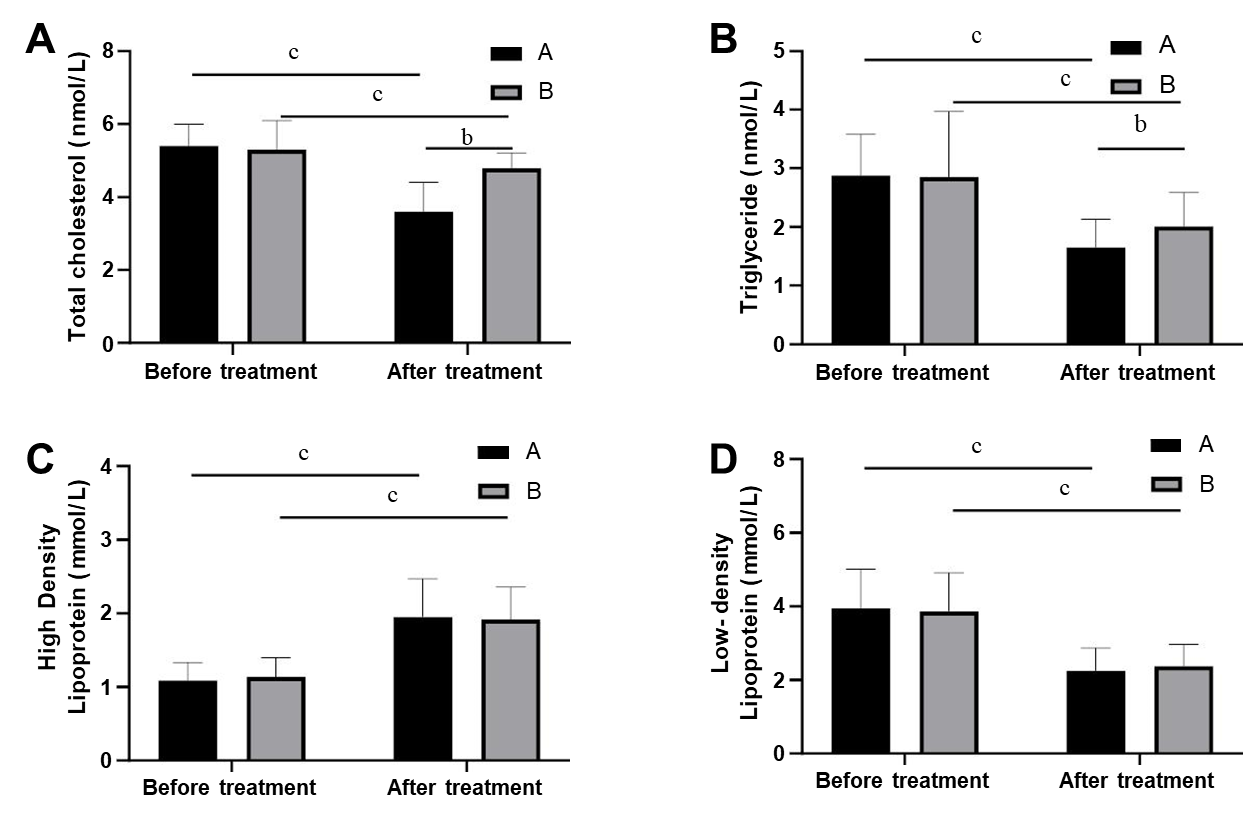 A
Total cholesterol (nmol/L)
8
6
4
2
0
c
c
b
A
B
Before treatment
After treatment
B
Triglyceride (nmol/L)
5
4
3
2
1
0
c
c
b
A
B
Before treatment
After treatment
C
High Density
Lipoprotein (mmol/L)
4
3
2
1
0
c
c
A
B
Before treatment
After treatment
D
Low- density
Lipoprotein (mmol/L)
8
6
4
2
0
c
c
A
B
Before treatment
After treatment